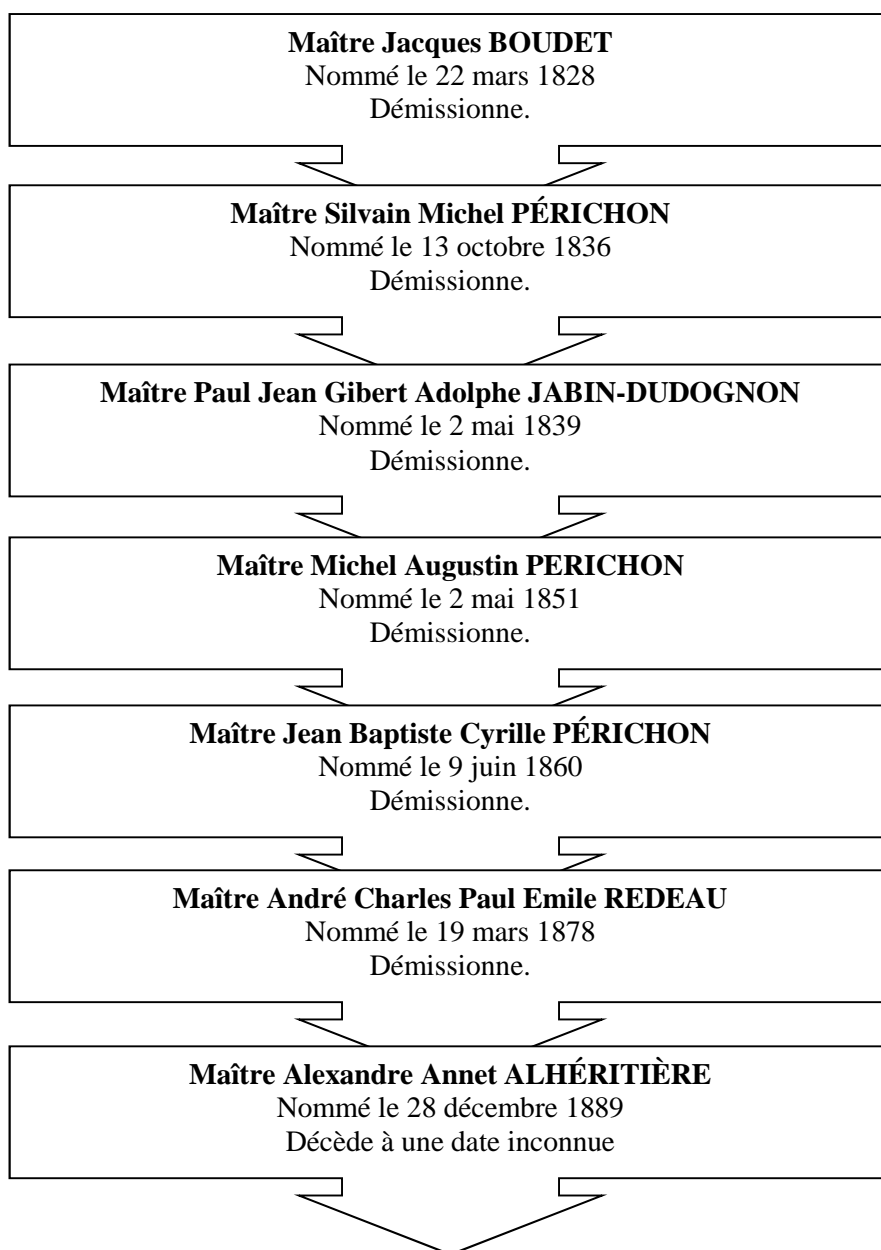 Maître Jacques BOUDET
Nommé le 22 mars 1828
Démissionne.
Maître Silvain Michel PÉRICHON
Nommé le 13 octobre 1836
Démissionne.
Maître Paul Jean Gibert Adolphe JABIN-DUDOGNON
Nommé le 2 mai 1839
Démissionne.
Maître Michel Augustin PERICHON
Nommé le 2 mai 1851
Démissionne.
Maître Jean Baptiste Cyrille PÉRICHON
Nommé le 9 juin 1860
Démissionne.
Maître André Charles Paul Emile REDEAU
Nommé le 19 mars 1878
Démissionne.
Maître Alexandre Annet ALHÉRITIÈRE
Nommé le 28 décembre 1889
Décède à une date inconnue